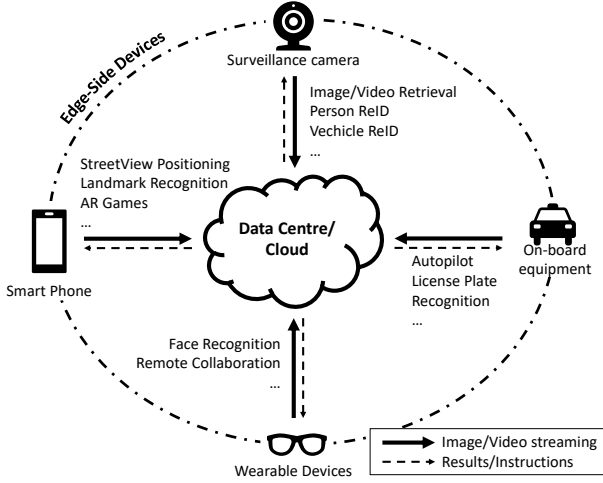 Edge-Side Devices
Surveillance camera
Image/Video Retrieval
Person ReID
Vechicle ReID
...
StreetView Positioning
Landmark Recognition
AR Games
...
Smart Phone
Data Centre/
Cloud
On-board
equipment
Autopilot
License Plate
Recognition
...
Face Recognition
Remote Collaboration
...
Wearable Devices
Image/Video streaming
Results/Instructions